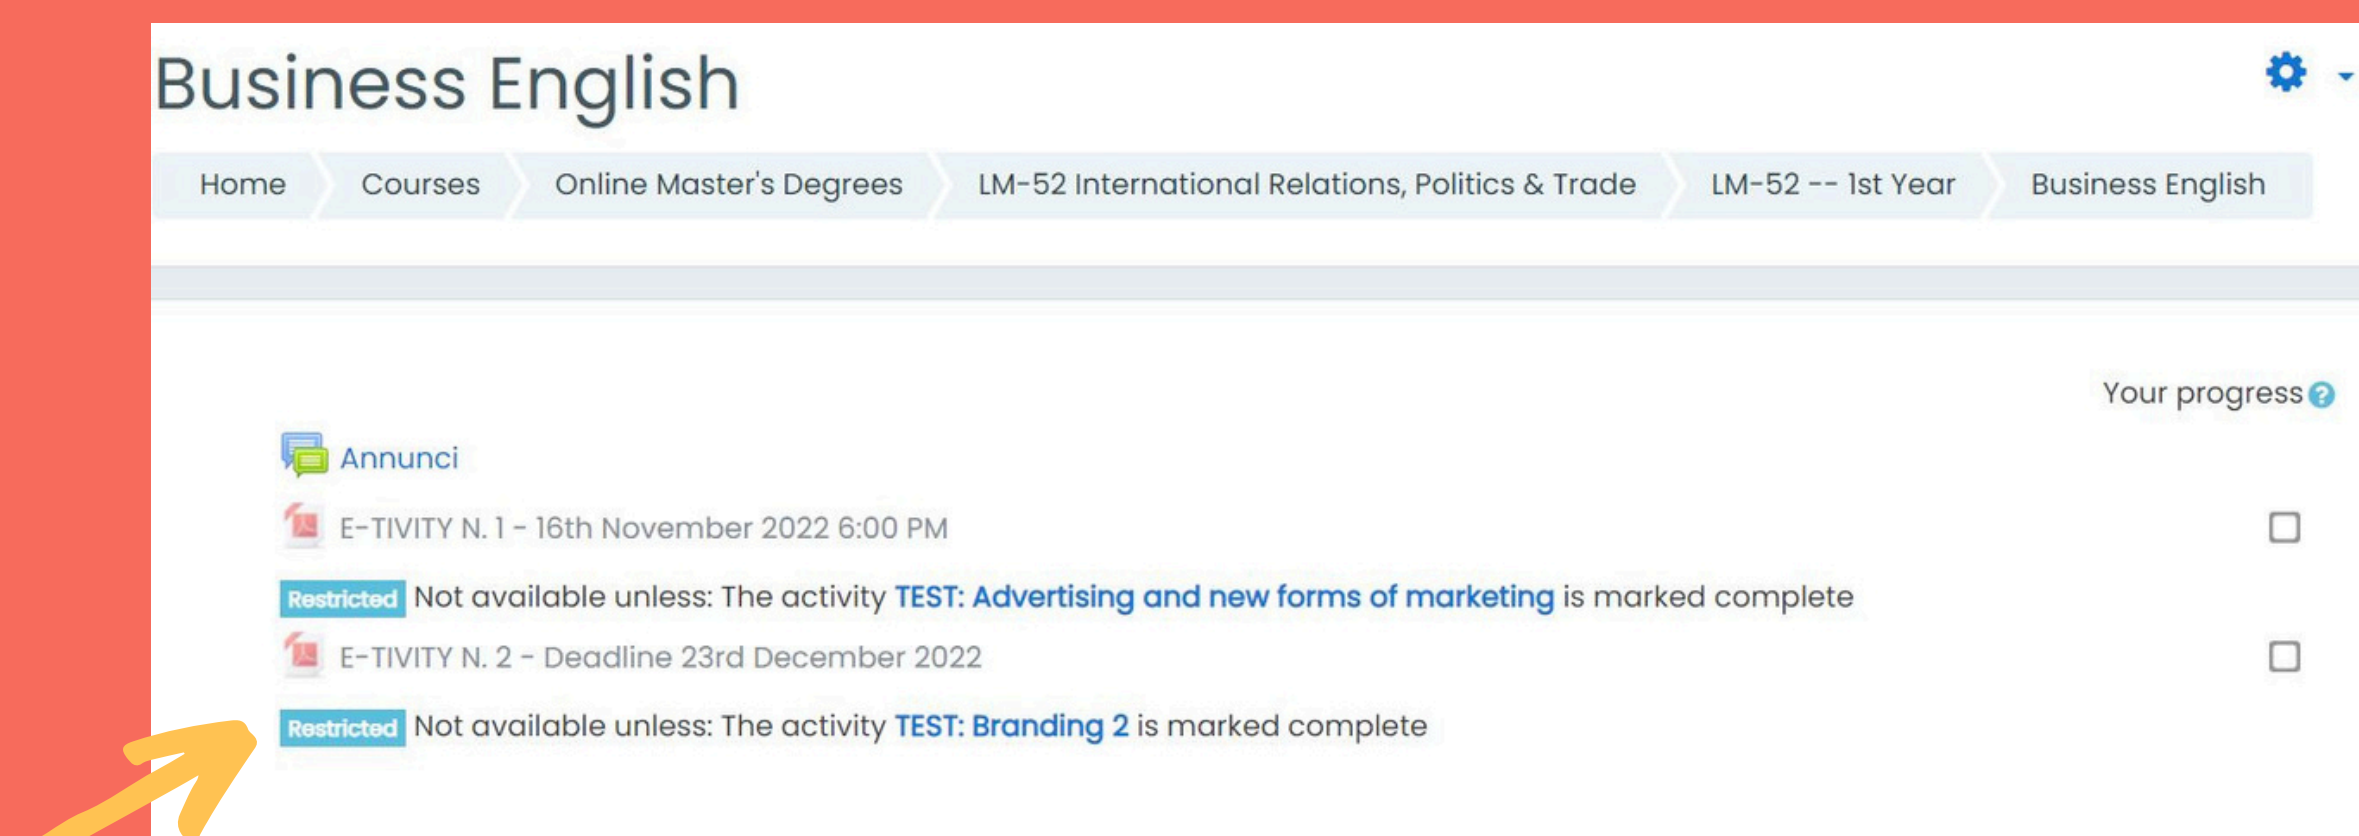 Business English
Home Courses Online Master's Degrees LM-52 International Relations, Politics & Trade LM-52 -- 1st Year Business English
Your progress ?
Annunci
E-TIVITY N. 1 - 16th November 2022 6:00 PM
Restricted Not available unless: The activity TEST: Advertising and new forms of marketing is marked complete
E-TIVITY N. 2 - Deadline 23rd December 2022
Restricted Not available unless: The activity TEST: Branding 2 is marked complete